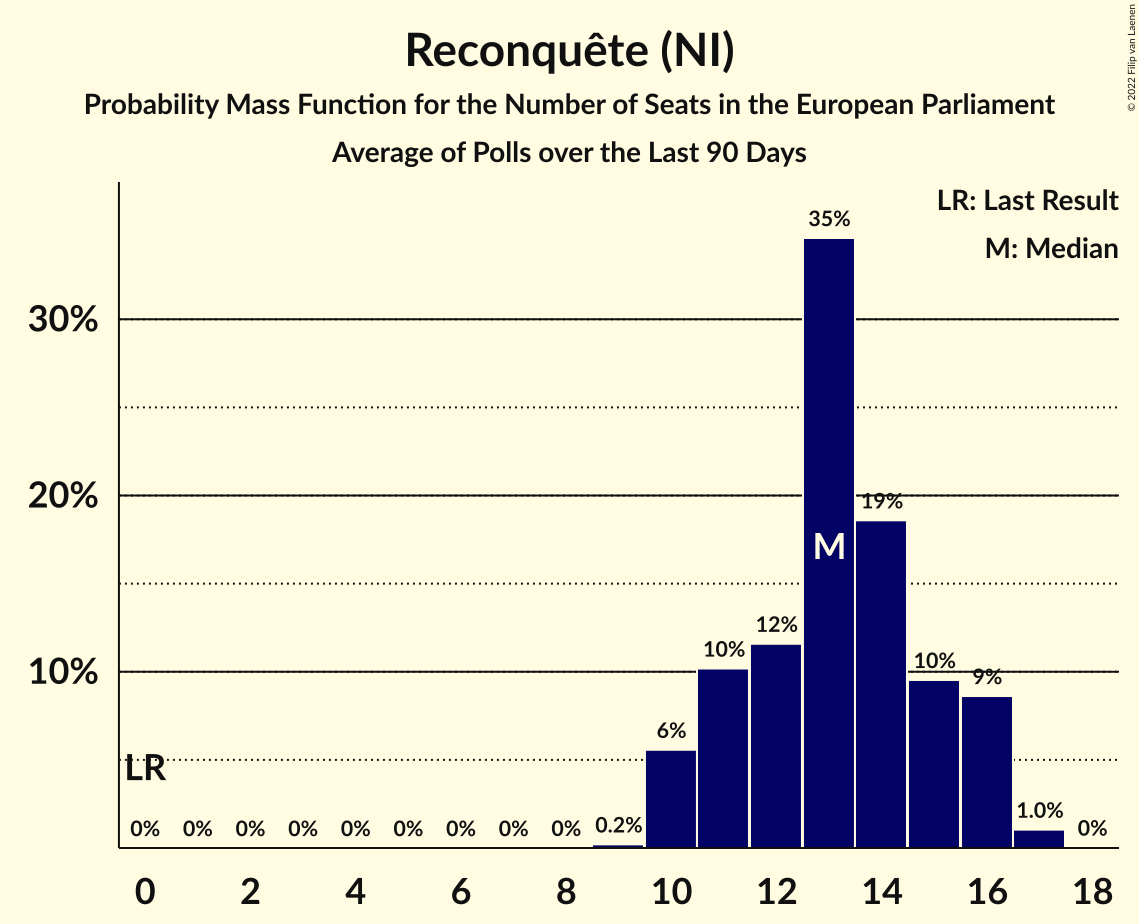 Reconquête (NI)
Probability Mass Function for the Number of Seats in the European Parliament
Average of Polls over the Last 90 Days
© 2022 Filip van Laenen
LR: Last Result
M: Median
35%
30%
20%
19%
M
12%
10%
10%
10%
9%
6%
LR
0% 0% 0% 0% 0% 0% 0% 0% 0% 0.2% 1.0% 0%
10%
0 2 4 6 8 10 12 14 16 18